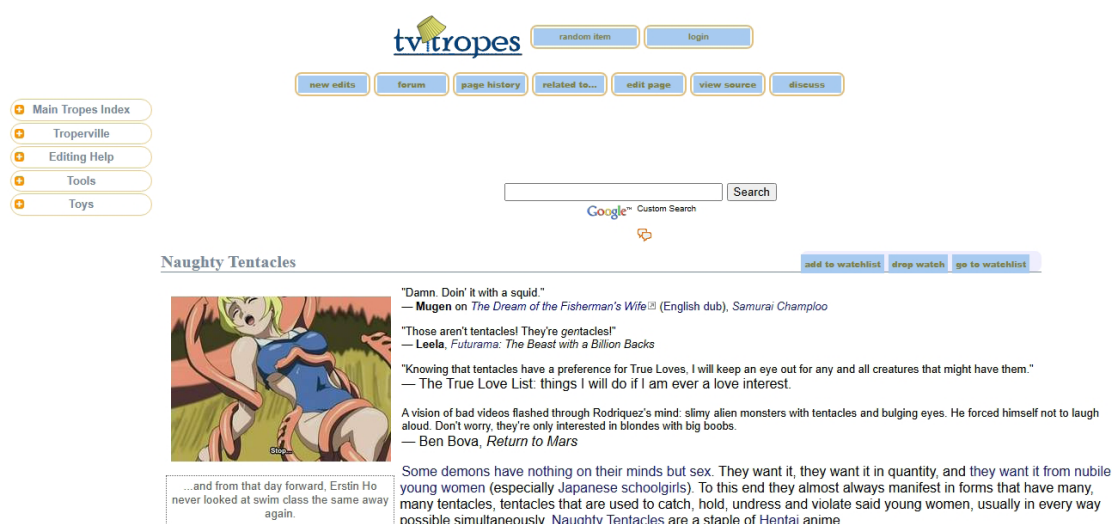 tvtropes
random item
login
new edits
forum
page history
related to...
edit page
view source
discuss
Main Tropes Index
Troperville
Editing Help
Tools
Toys
Search
Google™ Custom Search
Naughty Tentacles
add to watchlist
drop watch
go to watchlist
"Damn. Doin' it with a squid."
— Mugen on The Dream of the Fisherman's Wife (English dub), Samurai Champloo
"Those aren't tentacles! They're gentacles!"
— Leela, Futurama: The Beast with a Billion Backs
"Knowing that tentacles have a preference for True Loves, I will keep an eye out for any and all creatures that might have them."
— The True Love List: things I will do if I am ever a love interest.
A vision of bad videos flashed through Rodriquez's mind: slimy alien monsters with tentacles and bulging eyes. He forced himself not to laugh
aloud. Don't worry, they're only interested in blondes with big boobs.
— Ben Bova, Return to Mars
Stop...
...and from that day forward, Erstin Ho
never looked at swim class the same away
again.
Some demons have nothing on their minds but sex. They want it, they want it in quantity, and they want it from nubile
young women (especially Japanese schoolgirls). To this end they almost always manifest in forms that have many,
many tentacles, tentacles that are used to catch, hold, undress and violate said young women, usually in every way
possible simultaneously. Naughty Tentacles are a staple of Hentai anime.